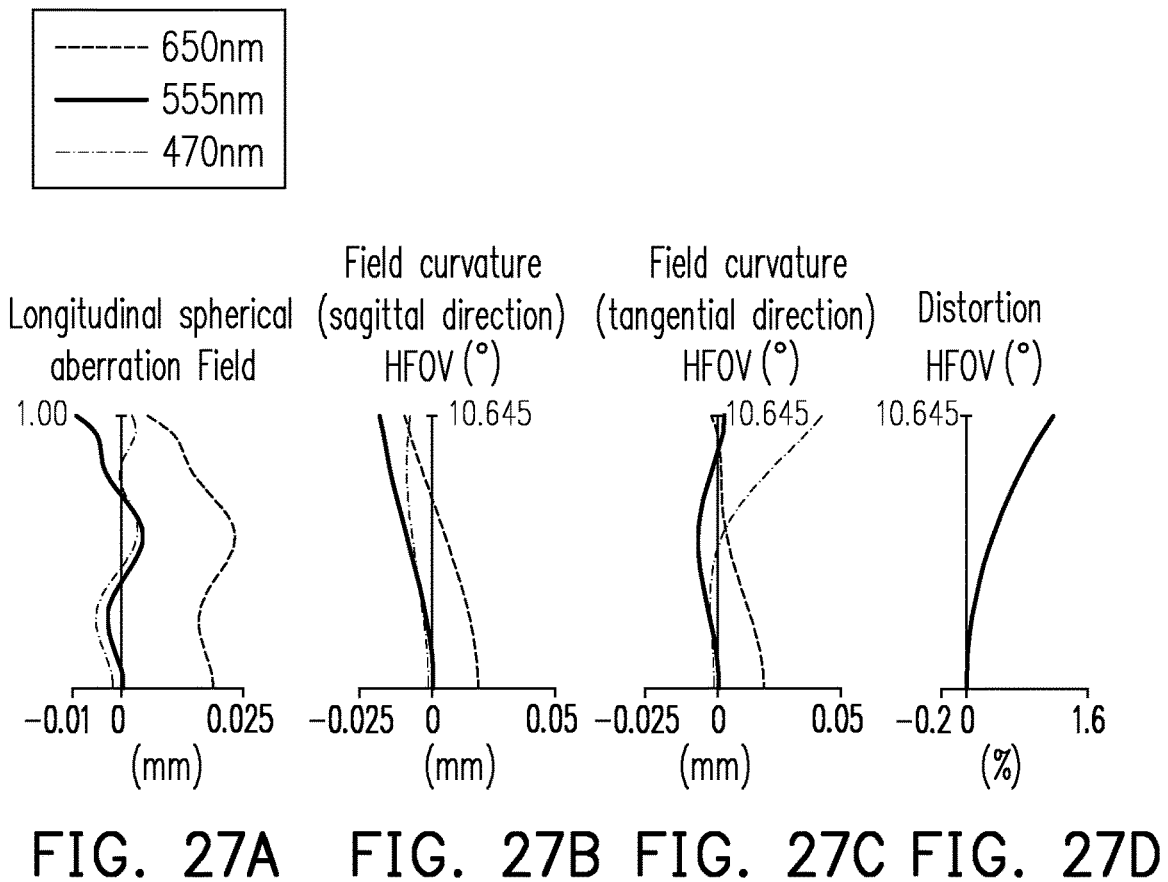 650nm
555nm
470nm
Longitudinal spherical
aberration Field
1.00
-0.01 0 0.025
(mm)
FIG. 27A
Field curvature
(sagittal direction)
HFOV (°)
10.645
-0.025 0 0.05
(mm)
FIG. 27B
Field curvature
(tangential direction)
HFOV (°)
10.645
-0.025 0 0.05
(mm)
FIG. 27C
Distortion
HFOV (°)
10.645
-0.2 0 1.6
(%)
FIG. 27D